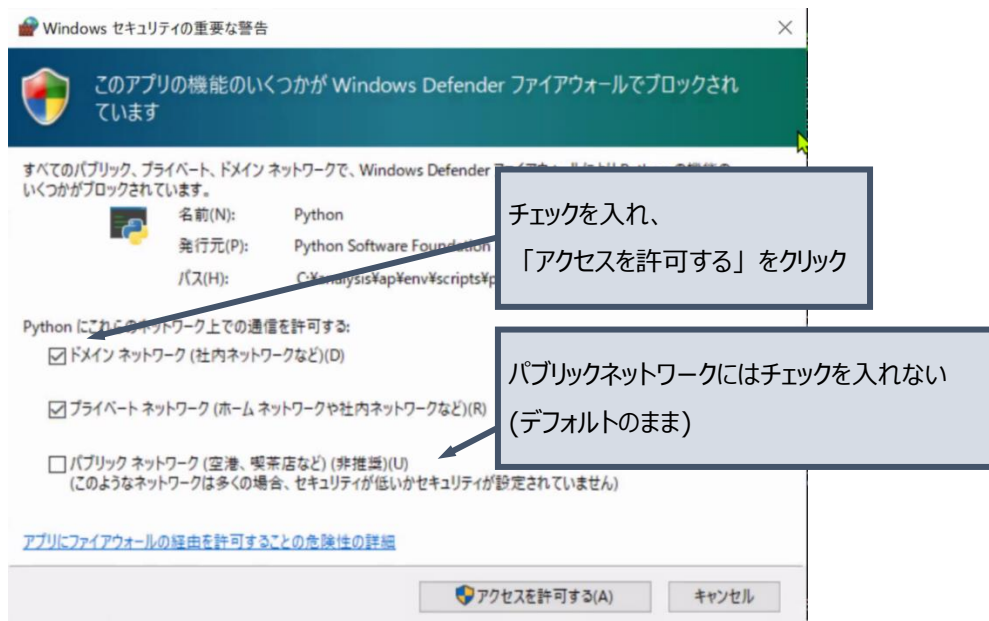 Windows セキュリティの重要な警告
このアプリの機能のいくつかが Windows Defender ファイアウォールでブロックされ
ています
すべてのパブリック、プライベート、ドメイン ネットワークで、Windows Defender
いくつかがブロックされています。
名前(N): Python
発行元(P): Python Software Foundation
パス(H): C:¥analysis¥ap¥env¥scripts¥p
チェックを入れ、
「アクセスを許可する」をクリック
Python にこれらのネットワーク上での通信を許可する:
ドメイン ネットワーク (社内ネットワークなど)(D)
プライベート ネットワーク (ホーム ネットワークや社内ネットワークなど)(R)
パブリックネットワークにはチェックを入れない
(デフォルトのまま)
パブリック ネットワーク (空港、喫茶店など) (非推奨)(U)
(このようなネットワークは多くの場合、セキュリティが低いかセキュリティが設定されていません)
アプリにファイアウォールの経由を許可することの危険性の詳細
アクセスを許可する(A)
キャンセル